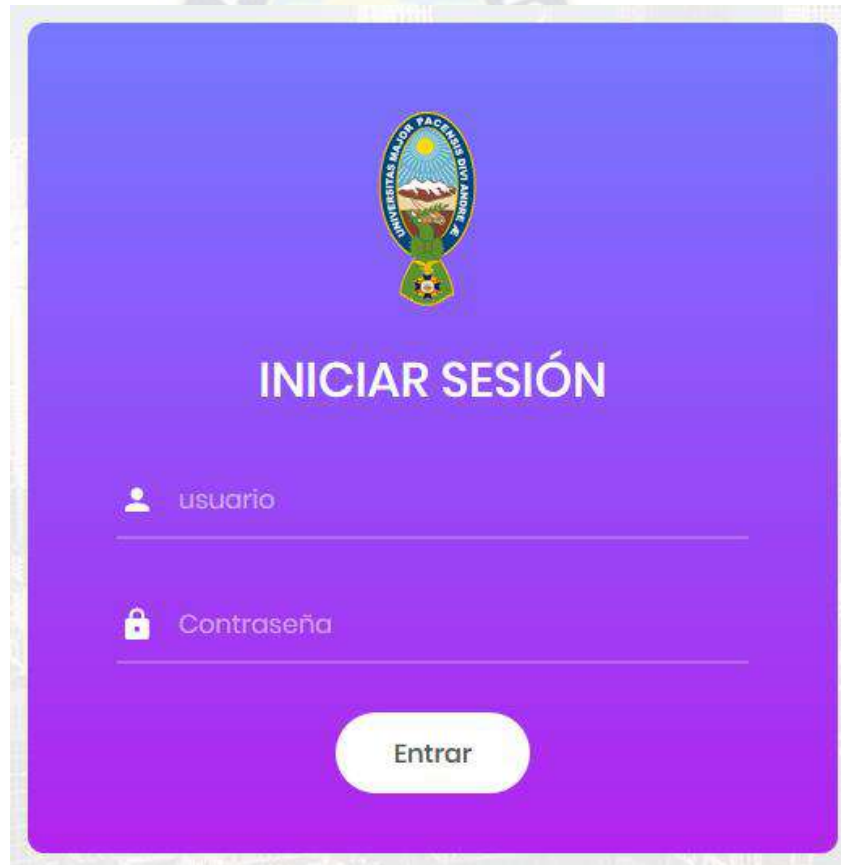 UNIVERSITAS MAJOR PACENSIS DIVI ANDRE Æ
INICIAR SESIÓN
usuario
Contraseña
Entrar